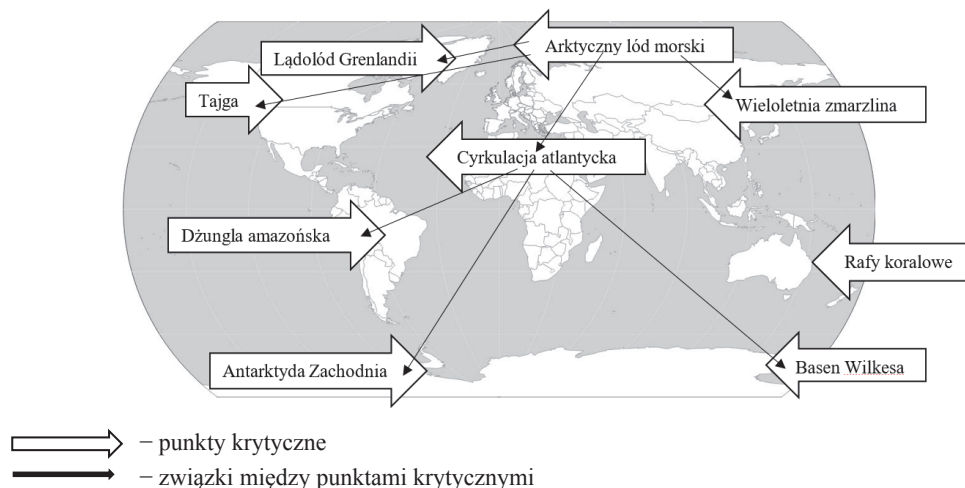 Arktyczny lód morski
Lądolód Grenlandii
Tajga
Wieloletnia zmarzlina
Cyrkulacja atlantycka
Dżungla amazońska
Rafy koralowe
Antarktyda Zachodnia
Basen Wilkesa
– punkty krytyczne
– związki między punktami krytycznymi